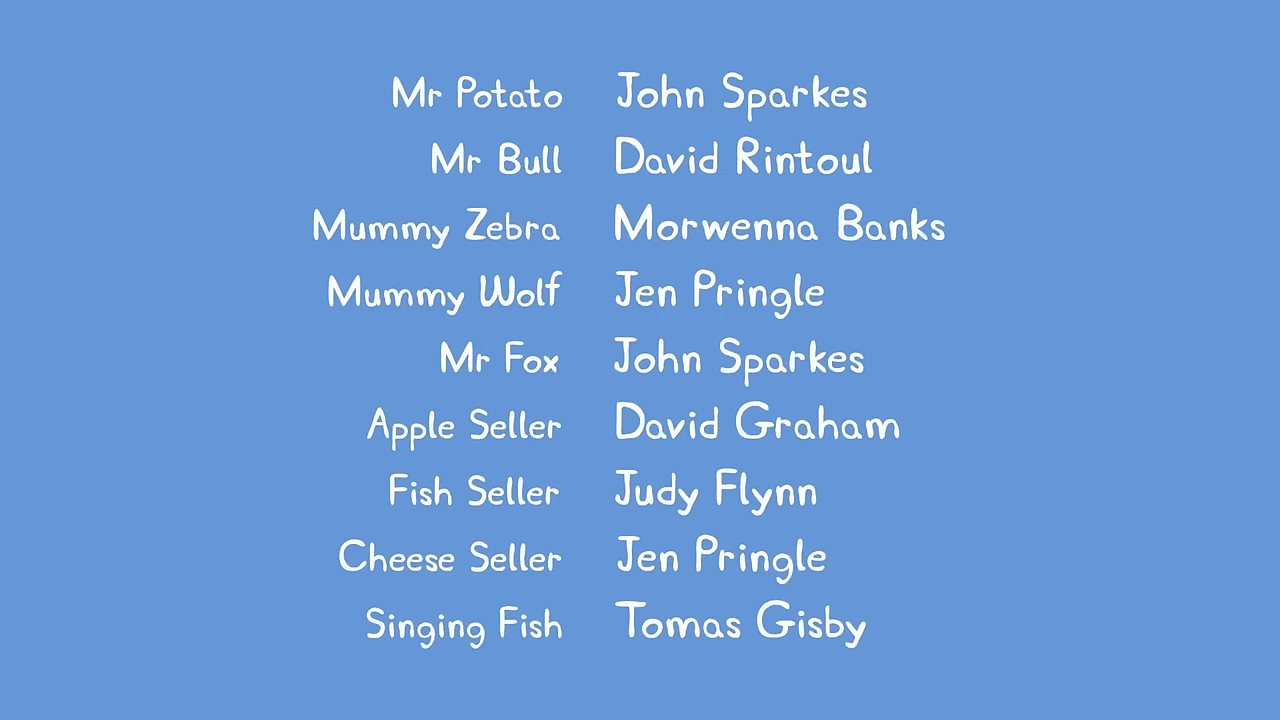 Mr Potato John Sparkes
Mr Bull David Rintoul
Mummy Zebra Morwenna Banks
Mummy Wolf Jen Pringle
Mr Fox John Sparkes
Apple Seller David Graham
Fish Seller Judy Flynn
Cheese Seller Jen Pringle
Singing Fish Tomas Gisby